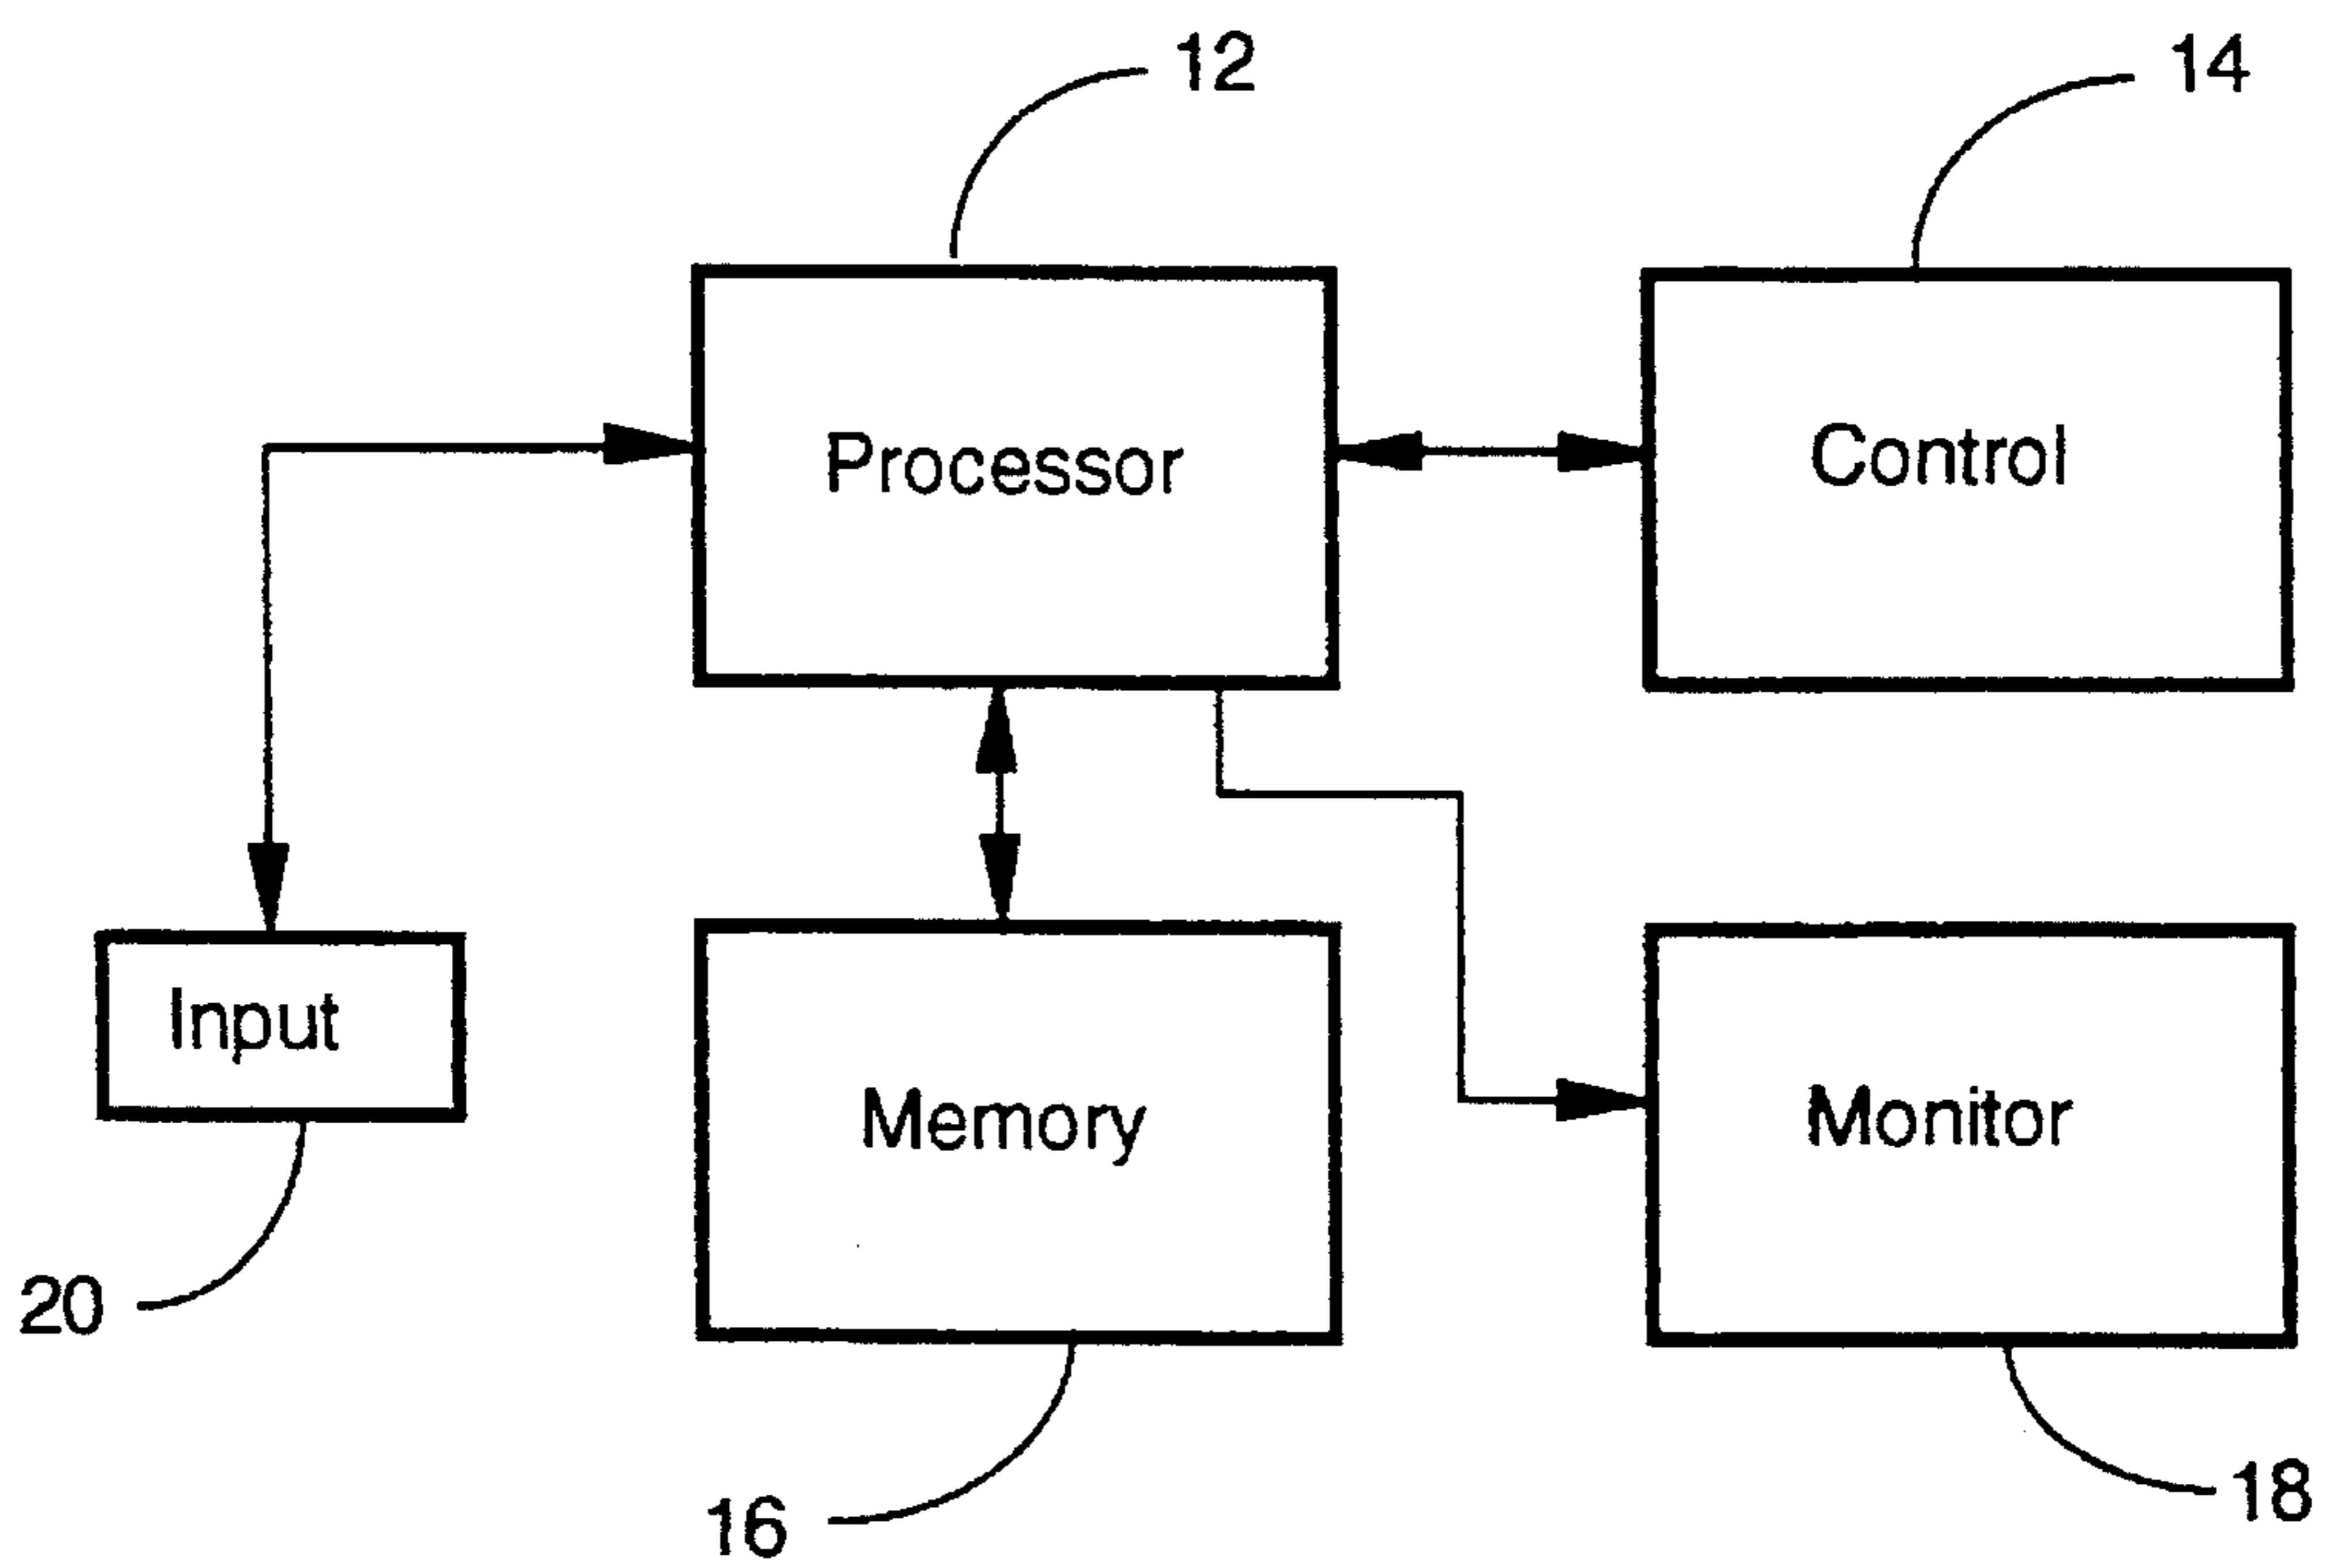 12
14
Processor
Control
Input
Memory
Monitor
20
16
18